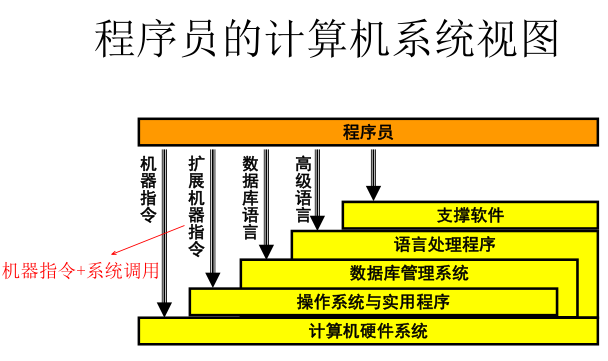 程序员的计算机系统视图
程序员
机器指令
扩展机器指令
数据库语言
高级语言
支撑软件
语言处理程序
机器指令+系统调用
数据库管理系统
操作系统与实用程序
计算机硬件系统